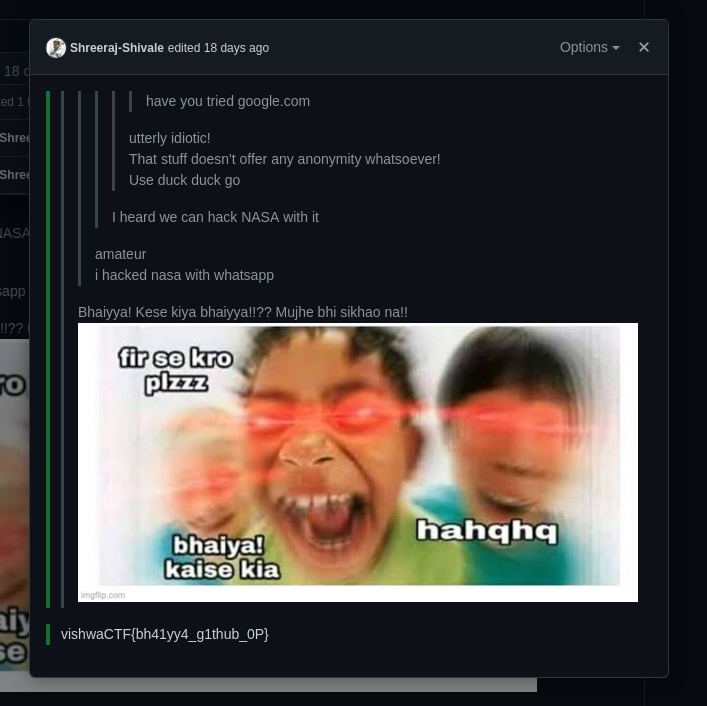 Shreeraj-Shivale edited 18 days ago
Options
have you tried google.com
utterly idiotic!
That stuff doesn't offer any anonymity whatsoever!
Use duck duck go
I heard we can hack NASA with it
amateur
i hacked nasa with whatsapp
Bhaiyya! Kese kiya bhaiyya!!?? Mujhe bhi sikhao na!!
fir se kro
plzzz
hahqhq
bhaiya!
kaise kia
imgflip.com
vishwaCTF{bh41yy4_g1thub_0P}